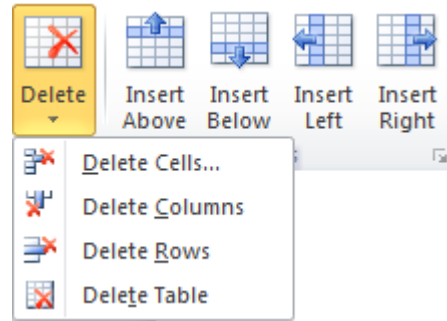 Delete
Insert Above
Insert Below
Insert Left
Insert Right
Delete Cells...
Delete Columns
Delete Rows
Delete Table